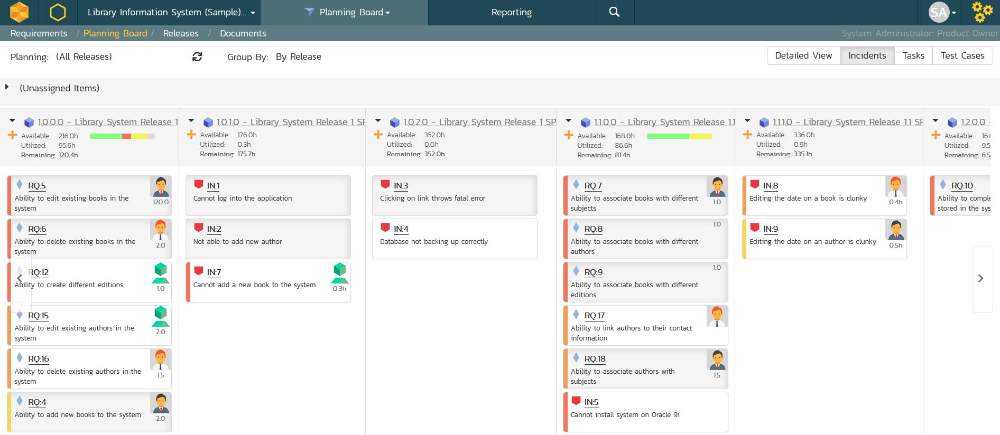 Library Information System (Sample)...
Planning Board
Reporting
SA
Requirements / Planning Board / Releases / Documents
System Administrator: Product Owner
Planning: (All Releases)
Group By: By Release
Detailed View
Incidents
Tasks
Test Cases
(Unassigned Items)
1.0.0.0 - Library System Release 1
Available: 216.0h
Utilized: 95.6h
Remaining: 120.4h
RQ:5
Ability to edit existing books in the
system
120.0
RQ:6
Ability to delete existing books in the
system
2.0
RQ:12
Ability to create different editions
1.0
RQ:15
Ability to edit existing authors in the
system
2.0
RQ:16
Ability to delete existing authors in the
system
1.5
RQ:4
Ability to add new books to the system
2.0
1.0.1.0 - Library System Release 1 SP
Available: 176.0h
Utilized: 0.3h
Remaining: 175.7h
IN:1
Cannot log into the application
IN:2
Not able to add new author
IN:7
Cannot add a new book to the system
0.3h
1.0.2.0 - Library System Release 1 SP
Available: 352.0h
Utilized: 0.0h
Remaining: 352.0h
IN:3
Clicking on link throws fatal error
IN:4
Database not backing up correctly
1.1.0.0 - Library System Release 1.1
Available: 168.0h
Utilized: 86.6h
Remaining: 81.4h
RQ:7
Ability to associate books with different
subjects
1.0
RQ:8
Ability to associate books with different
authors
1.0
RQ:9
Ability to associate books with different
editions
1.0
RQ:17
Ability to link authors to their contact
information
RQ:18
Ability to associate authors with
subjects
1.5
IN:5
Cannot install system on Oracle 9i
1.1.1.0 - Library System Release 1.1 SP
Available: 336.0h
Utilized: 0.9h
Remaining: 335.1h
IN:8
Editing the date on a book is clunky
0.4h
IN:9
Editing the date on an author is clunky
0.5h
1.2.0.0 -
Available: 16.0
Utilized: 9.5
Remaining: 6.5
RQ:10
Ability to comple
stored in the sys